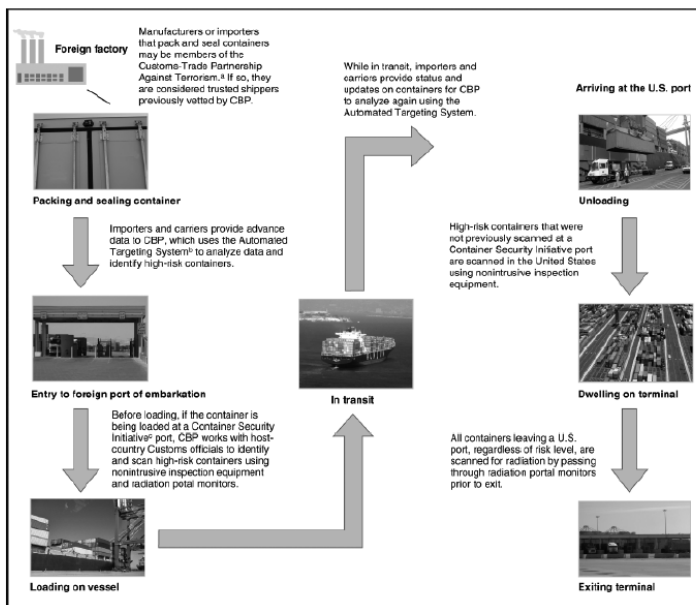 Foreign factory
Manufacturers or importers
that pack and seal containers
may be members of the
Customs-Trade Partnership
Against Terrorism.ª If so, they
are considered trusted shippers
previously vetted by CBP.
Packing and sealing container
Importers and carriers provide advance
data to CBP, which uses the Automated
Targeting Systemᵇ to analyze data and
identify high-risk containers.
Entry to foreign port of embarkation
Before loading, if the container is
being loaded at a Container Security
Initiativeᶜ port, CBP works with host-
country Customs officials to identify
and scan high-risk containers using
nonintrusive inspection equipment
and radiation potal monitors.
Loading on vessel
While in transit, importers and
carriers provide status and
updates on containers for CBP
to analyze again using the
Automated Targeting System.
In transit
Arriving at the U.S. port
Unloading
High-risk containers that were
not previously scanned at a
Container Security Initiative port
are scanned in the United States
using nonintrusive inspection
equipment.
Dwelling on terminal
All containers leaving a U.S.
port, regardless of risk level, are
scanned for radiation by passing
through radiation portal monitors
prior to exit.
Exiting terminal